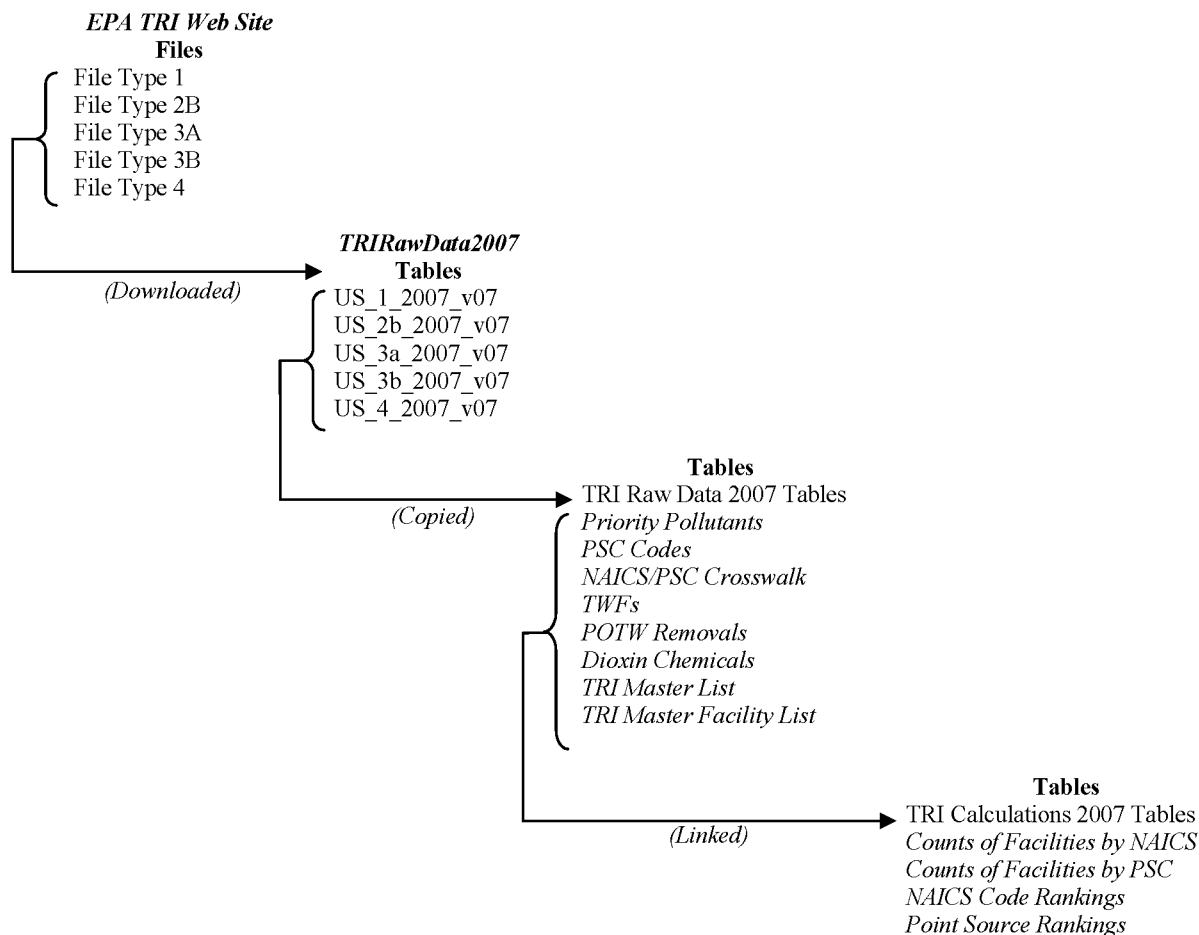 EPA TRI Web Site
Files
File Type 1
File Type 2B
File Type 3A
File Type 3B
File Type 4
TRIRawData2007
Tables
(Downloaded)
US_1_2007_v07
US_2b_2007_v07
US_3a_2007_v07
US_3b_2007_v07
US_4_2007_v07
Tables
TRI Raw Data 2007 Tables
(Copied)
Priority Pollutants
PSC Codes
NAICS/PSC Crosswalk
TWFs
POTW Removals
Dioxin Chemicals
TRI Master List
TRI Master Facility List
Tables
TRI Calculations 2007 Tables
(Linked)
Counts of Facilities by NAICS
Counts of Facilities by PSC
NAICS Code Rankings
Point Source Rankings